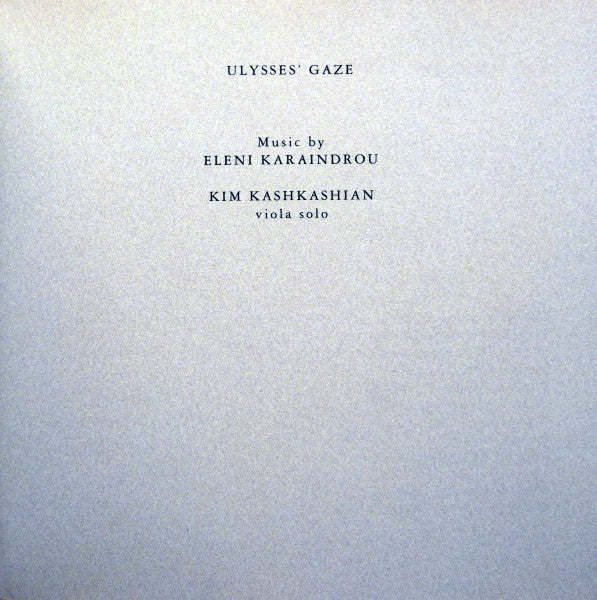 ULYSSES’ GAZE
Music by
ELENI KARAINDROU
KIM KASHKASHIAN
viola solo